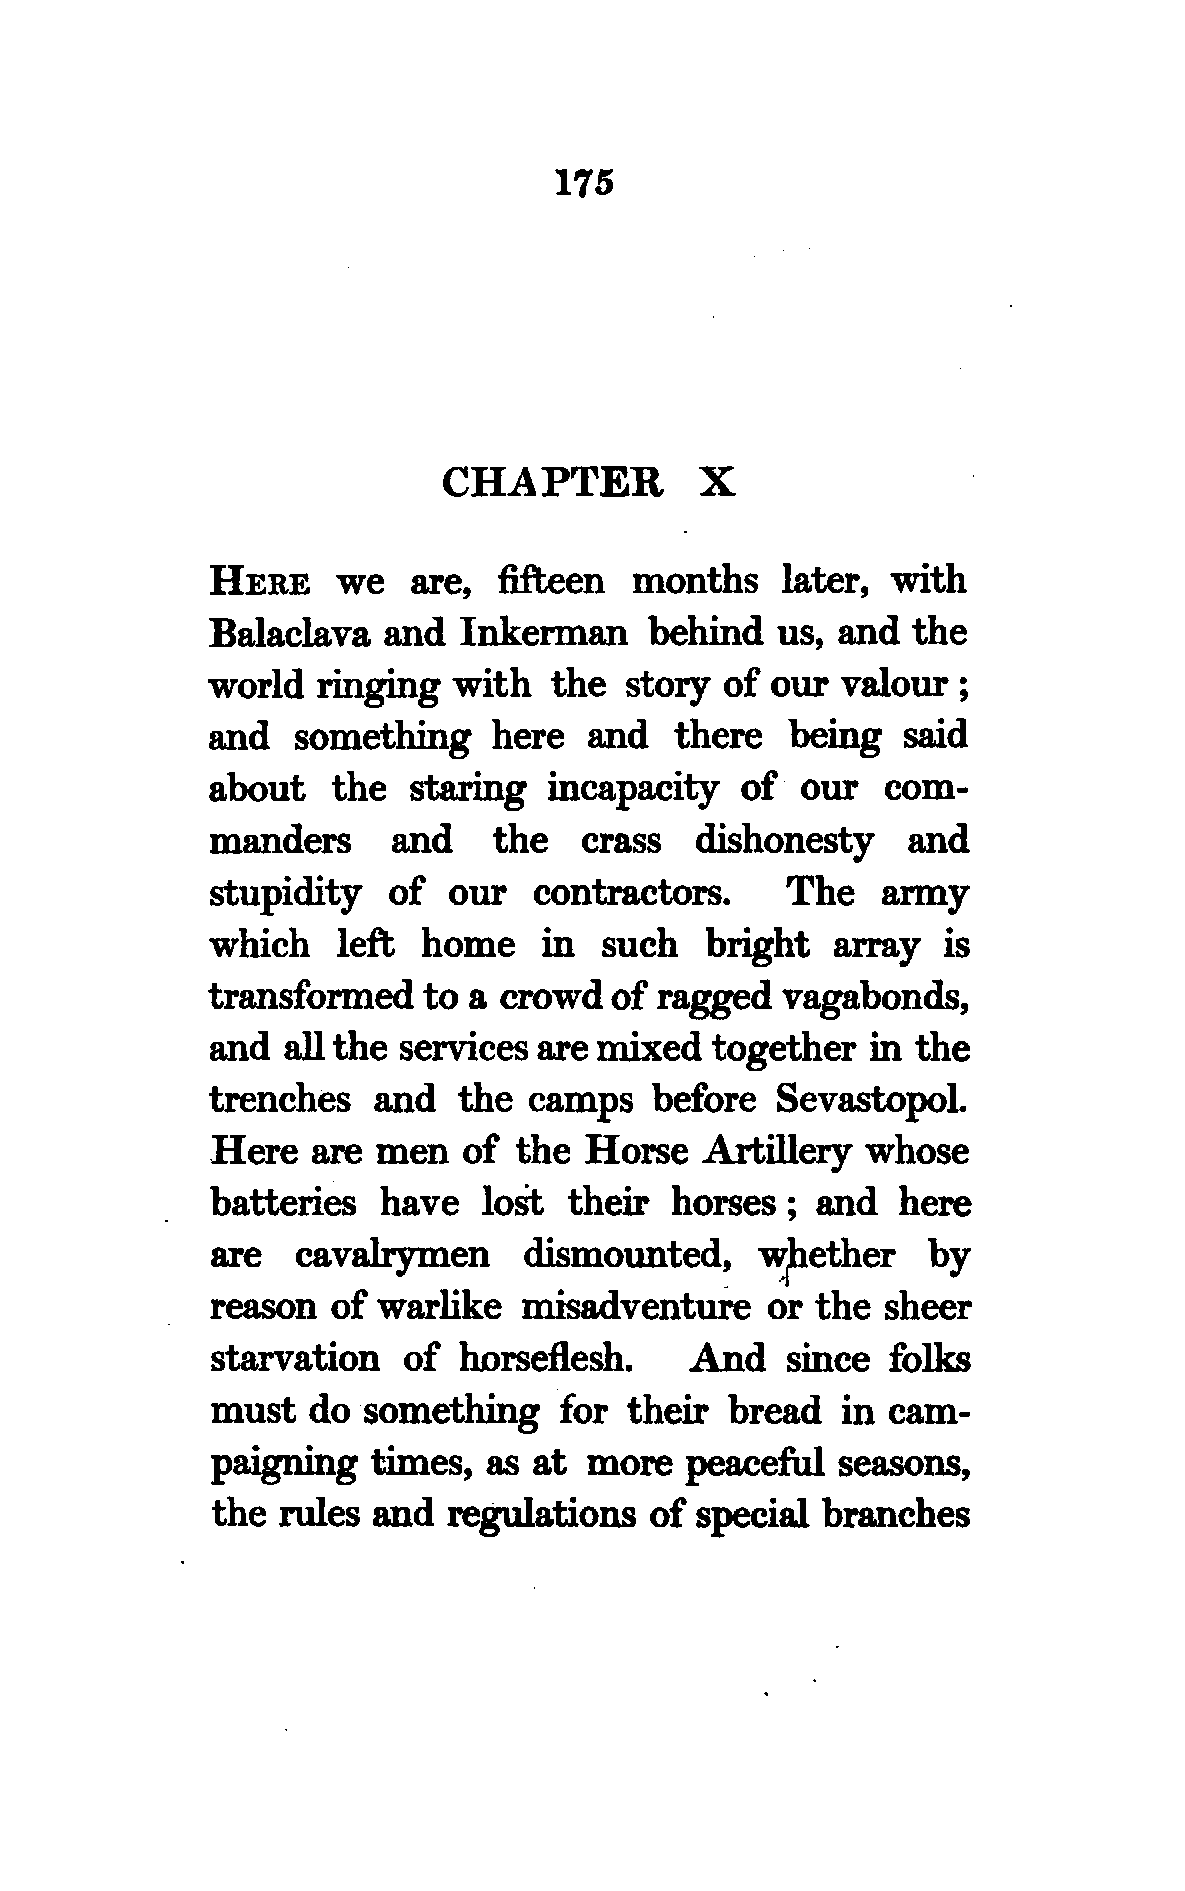 175
CHAPTER X
HERE we are, fifteen months later, with
Balaclava and Inkerman behind us, and the
world ringing with the story of our valour ;
and something here and there being said
about the staring incapacity of our com-
manders and the crass dishonesty and
stupidity of our contractors. The army
which left home in such bright array is
transformed to a crowd of ragged vagabonds,
and all the services are mixed together in the
trenches and the camps before Sevastopol.
Here are men of the Horse Artillery whose
batteries have lost their horses ; and here
are cavalrymen dismounted, whether by
reason of warlike misadventure or the sheer
starvation of horseflesh. And since folks
must do something for their bread in cam-
paigning times, as at more peaceful seasons,
the rules and regulations of special branches